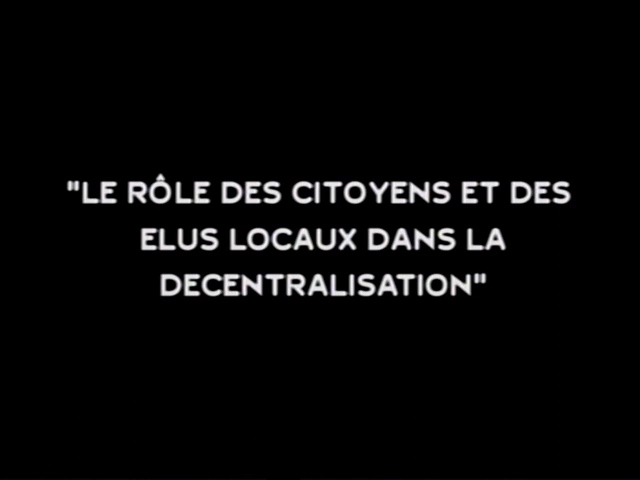 "LE RÔLE DES CITOYENS ET DES
ELUS LOCAUX DANS LA
DECENTRALISATION"